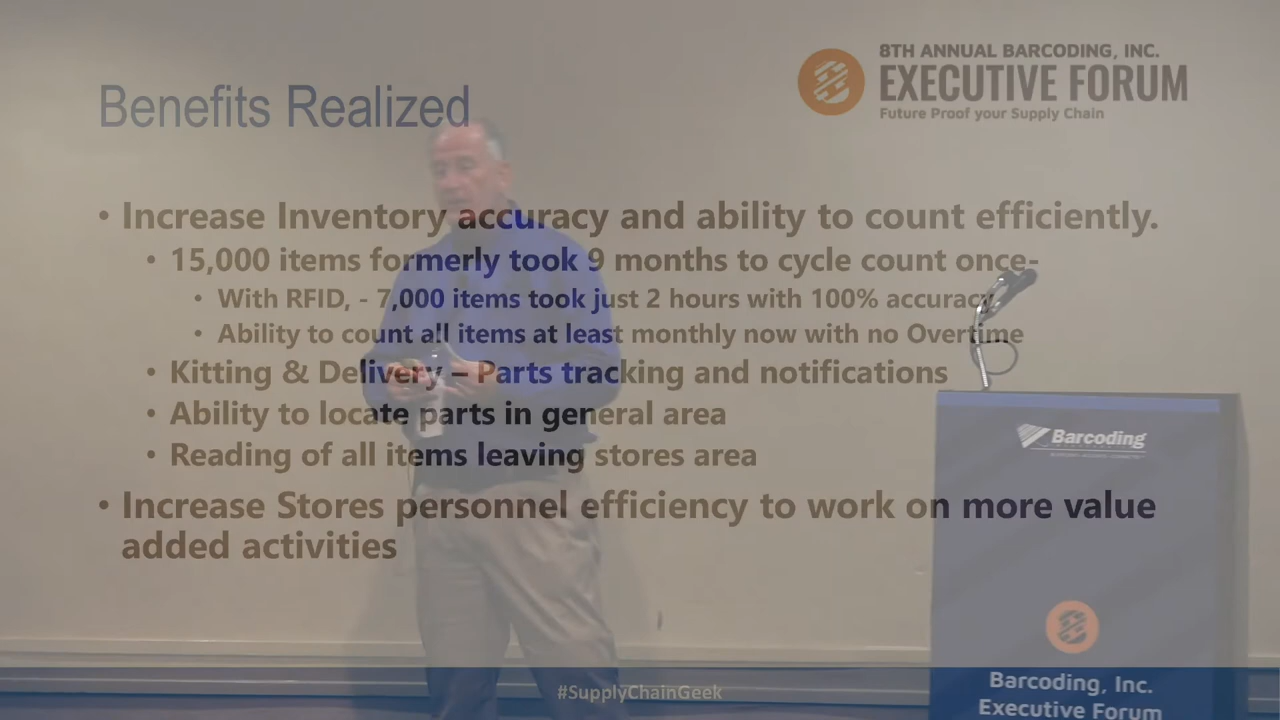 8TH ANNUAL BARCODING, INC.
EXECUTIVE FORUM
Future Proof your Supply Chain
Benefits Realized
• Increase Inventory accuracy and ability to count efficiently.
• 15,000 items formerly took 9 months to cycle count once-
• With RFID, - 7,000 items took just 2 hours with 100% accuracy
• Ability to count all items at least monthly now with no Overtime
• Kitting & Delivery – Parts tracking and notifications
• Ability to locate parts in general area
• Reading of all items leaving stores area
• Increase Stores personnel efficiency to work on more value
added activities
Barcoding
#SupplyChainGeek
Barcoding, Inc.
Executive Forum